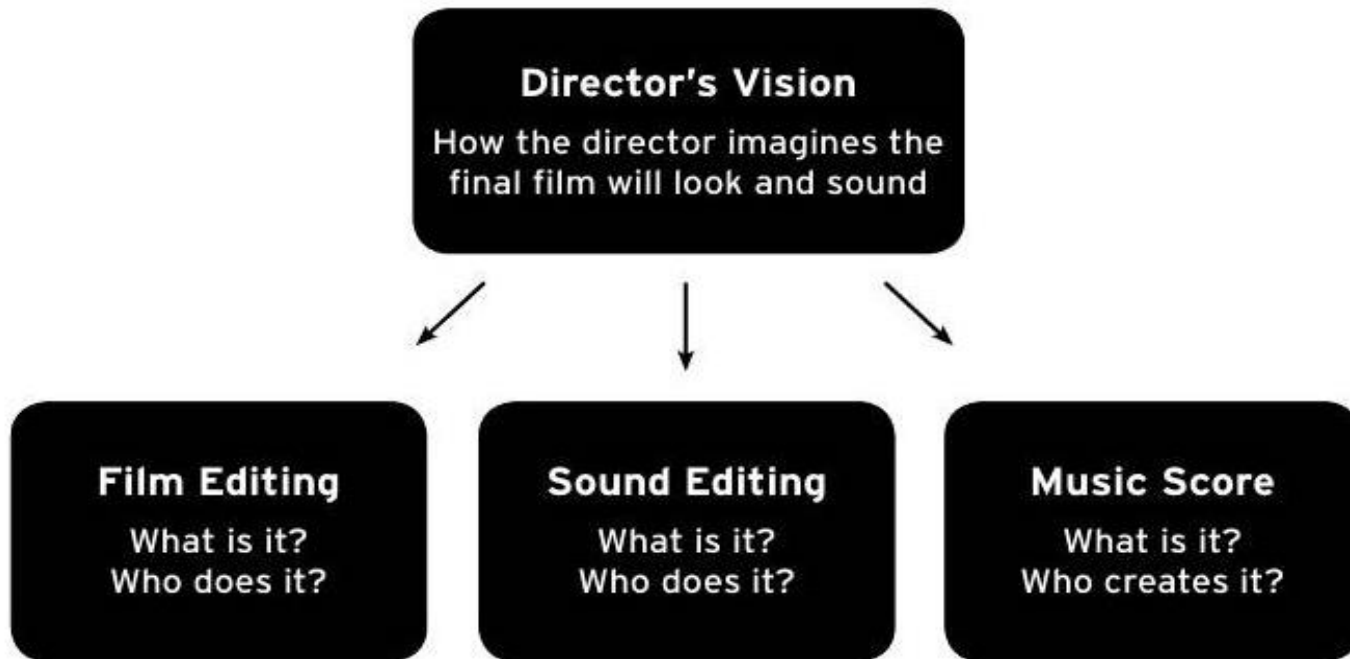 Director's Vision
How the director imagines the
final film will look and sound
Film Editing
What is it?
Who does it?
Sound Editing
What is it?
Who does it?
Music Score
What is it?
Who creates it?